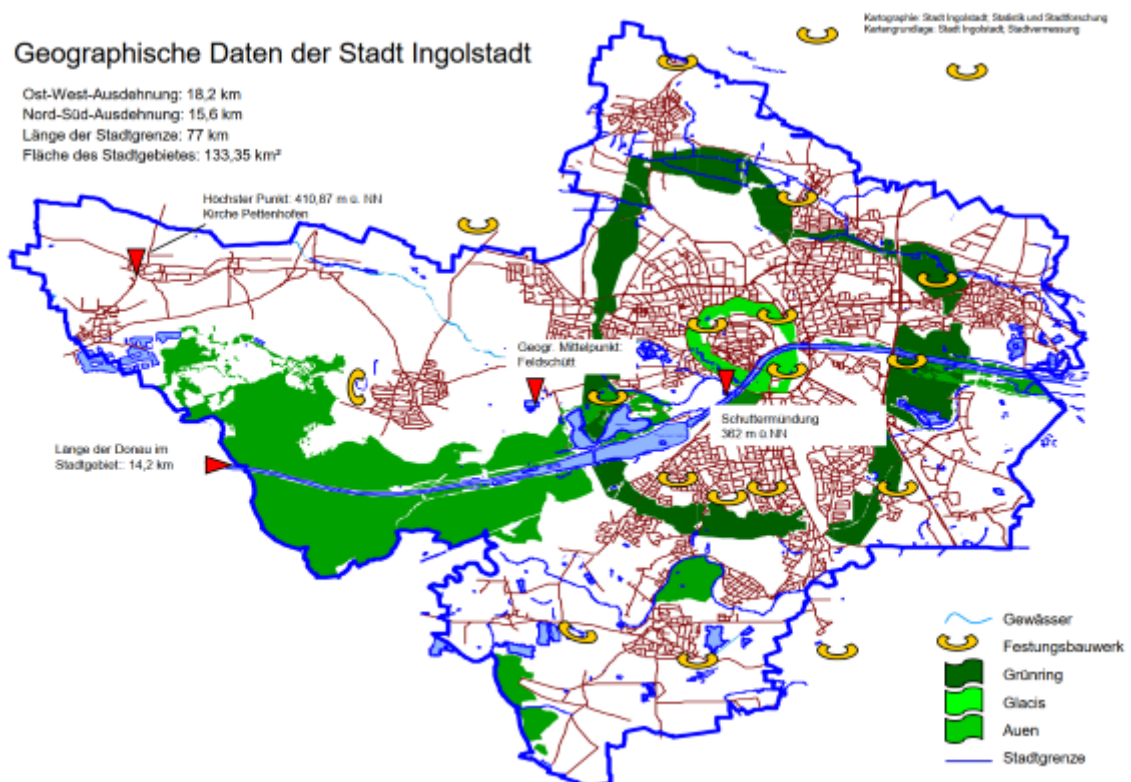 Kartographie: Stadt Ingolstadt, Statistik und Stadtforschung
Kartengrundlage: Stadt Ingolstadt, Stadtvermessung
Geographische Daten der Stadt Ingolstadt
Ost-West-Ausdehnung: 18,2 km
Nord-Süd-Ausdehnung: 15,6 km
Länge der Stadtgrenze: 77 km
Fläche des Stadtgebietes: 133,35 km²
Höchster Punkt: 410,87 m ü. NN
Kirche Pettenhofen
Geogr. Mittelpunkt:
Feldschütt
Schuttermündung
362 m ü.NN
Länge der Donau im
Stadtgebiet:: 14,2 km
Gewässer
Festungsbauwerk
Grünring
Glacis
Auen
Stadtgrenze